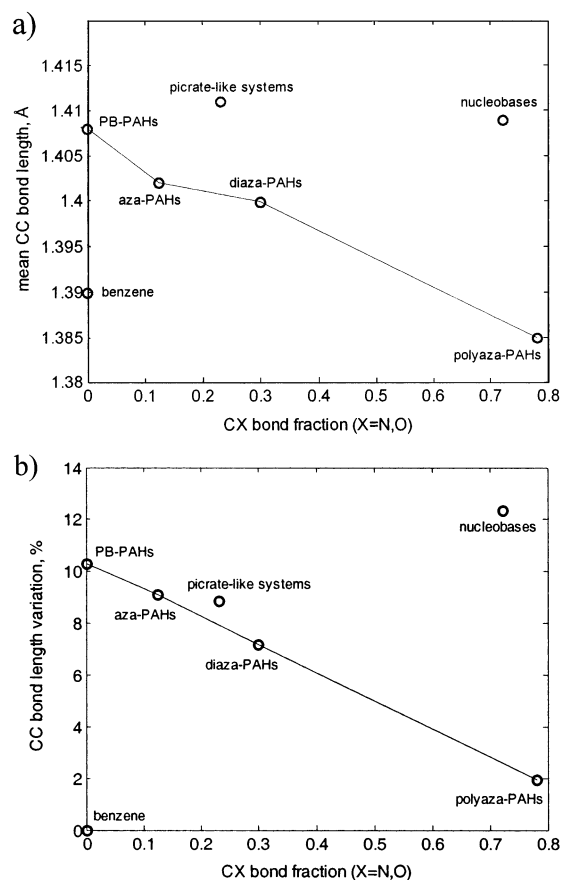 a)
mean CC bond length, Å
1.415
1.41
1.405
1.4
1.395
1.390
1.385
1.38
picrate-like systems
nucleobases
PB-PAHs
diaza-PAHs
aza-PAHs
benzene
polyaza-PAHs
0 0.1 0.2 0.3 0.4 0.5 0.6 0.7 0.8
CX bond fraction (X=N,O)
b)
CC bond length variation, %
14
12
10
8
6
4
2
0
nucleobases
PB-PAHs
picrate-like systems
aza-PAHs
diaza-PAHs
polyaza-PAHs
benzene
0 0.1 0.2 0.3 0.4 0.5 0.6 0.7 0.8
CX bond fraction (X=N,O)